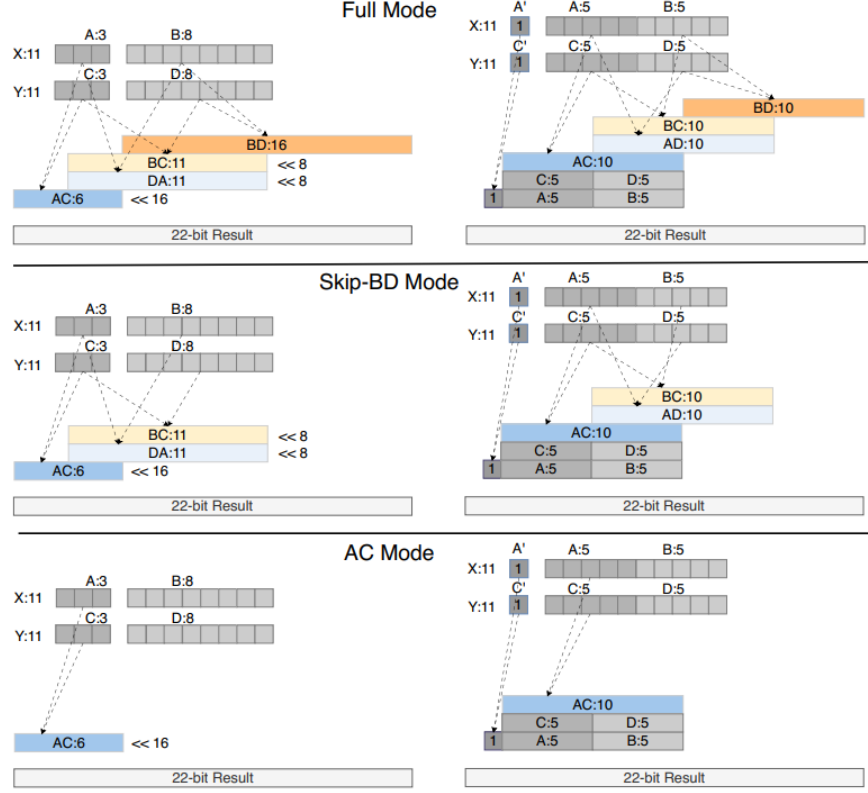 Full Mode
A:3 B:8
X:11
C:3 D:8
Y:11
BD:16
BC:11 << 8
DA:11 << 8
AC:6 << 16
22-bit Result
A' A:5 B:5
X:11 1
C' C:5 D:5
Y:11 1
BD:10
BC:10
AD:10
AC:10
C:5 D:5
1 A:5 B:5
22-bit Result
Skip-BD Mode
A:3 B:8
X:11
C:3 D:8
Y:11
BC:11 << 8
DA:11 << 8
AC:6 << 16
22-bit Result
A' A:5 B:5
X:11 1
C' C:5 D:5
Y:11 1
BC:10
AD:10
AC:10
C:5 D:5
1 A:5 B:5
22-bit Result
AC Mode
A:3 B:8
X:11
C:3 D:8
Y:11
AC:6 << 16
22-bit Result
A' A:5 B:5
X:11 1
C' C:5 D:5
Y:11 1
AC:10
C:5 D:5
1 A:5 B:5
22-bit Result